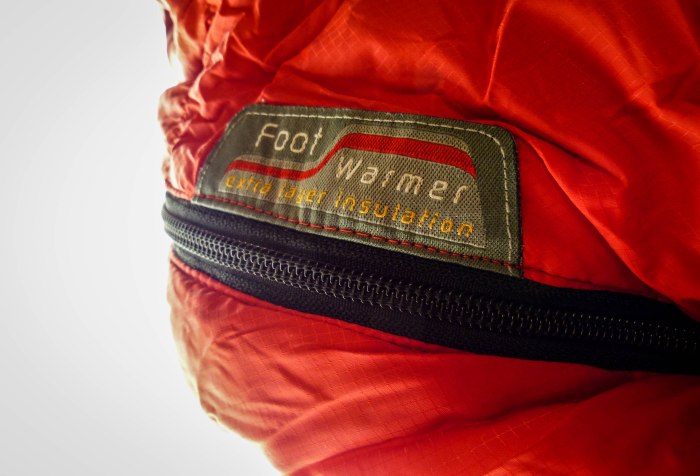 Foot
Warmer
extra layer insulation